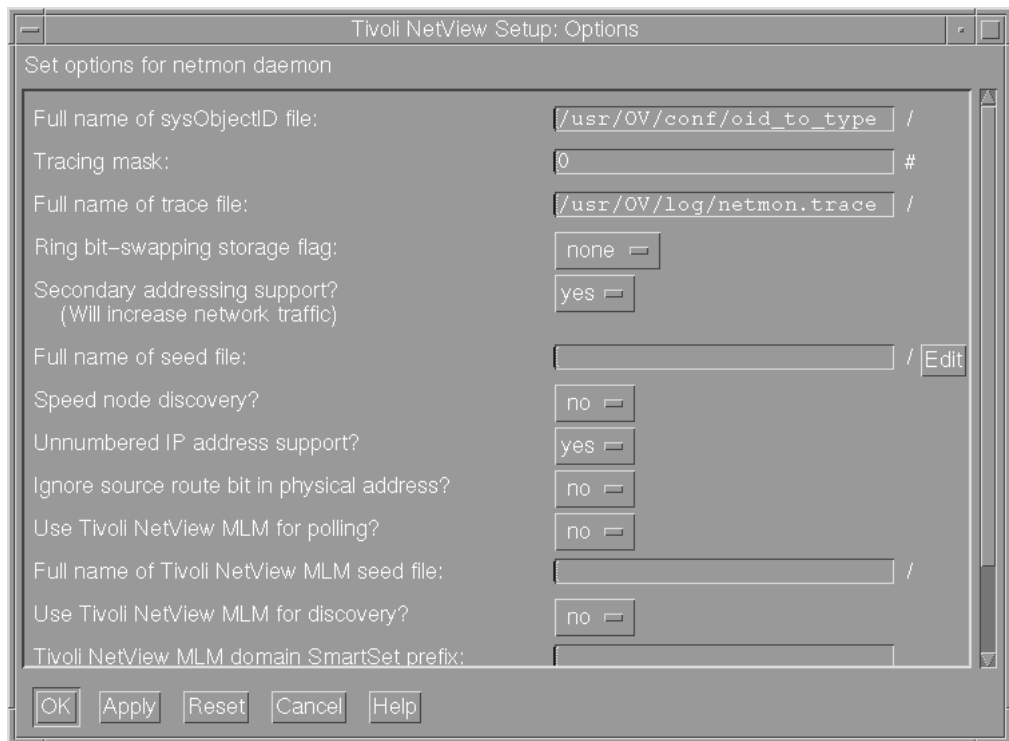 Tivoli NetView Setup: Options
Set options for netmon daemon
Full name of sysObjectID file: /usr/OV/conf/oid_to_type /
Tracing mask: 0 #
Full name of trace file: /usr/OV/log/netmon.trace /
Ring bit-swapping storage flag: none
Secondary addressing support? yes
(Will increase network traffic)
Full name of seed file: / Edit
Speed node discovery? no
Unnumbered IP address support? yes
Ignore source route bit in physical address? no
Use Tivoli NetView MLM for polling? no
Full name of Tivoli NetView MLM seed file: /
Use Tivoli NetView MLM for discovery? no
Tivoli NetView MLM domain SmartSet prefix:
OK Apply Reset Cancel Help